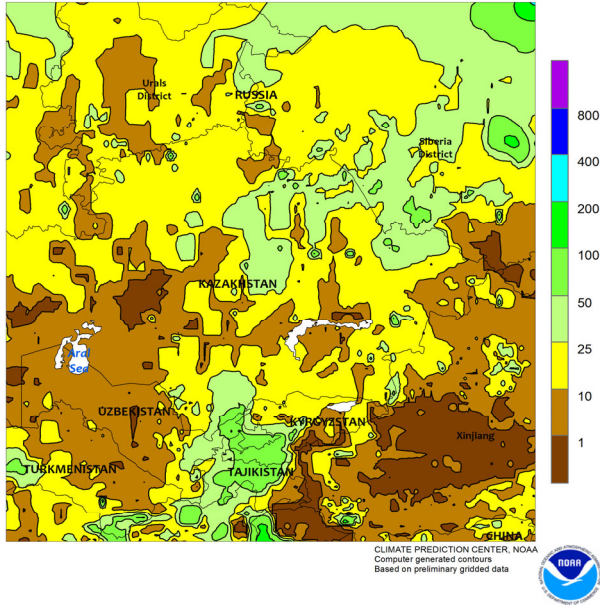 Urals
District
RUSSIA
800
Siberia
District
400
200
100
KAZAKHSTAN
50
25
Aral
Sea
10
UZBEKISTAN
KYRGYZSTAN
Xinjiang
1
TURKMENISTAN
TAJIKISTAN
CHINA
CLIMATE PREDICTION CENTER, NOAA
Computer generated contours
Based on preliminary gridded data
NOAA